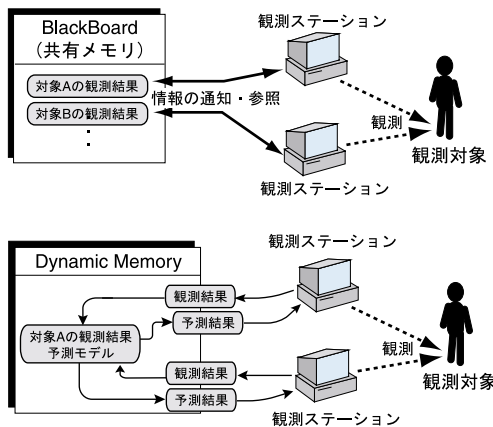 BlackBoard
（共有メモリ）
対象Aの観測結果
対象Bの観測結果
・
・
情報の通知・参照
観測ステーション
観測ステーション
観測
観測対象
Dynamic Memory
対象Aの観測結果
予測モデル
観測結果
予測結果
観測結果
予測結果
観測ステーション
観測ステーション
観測
観測対象